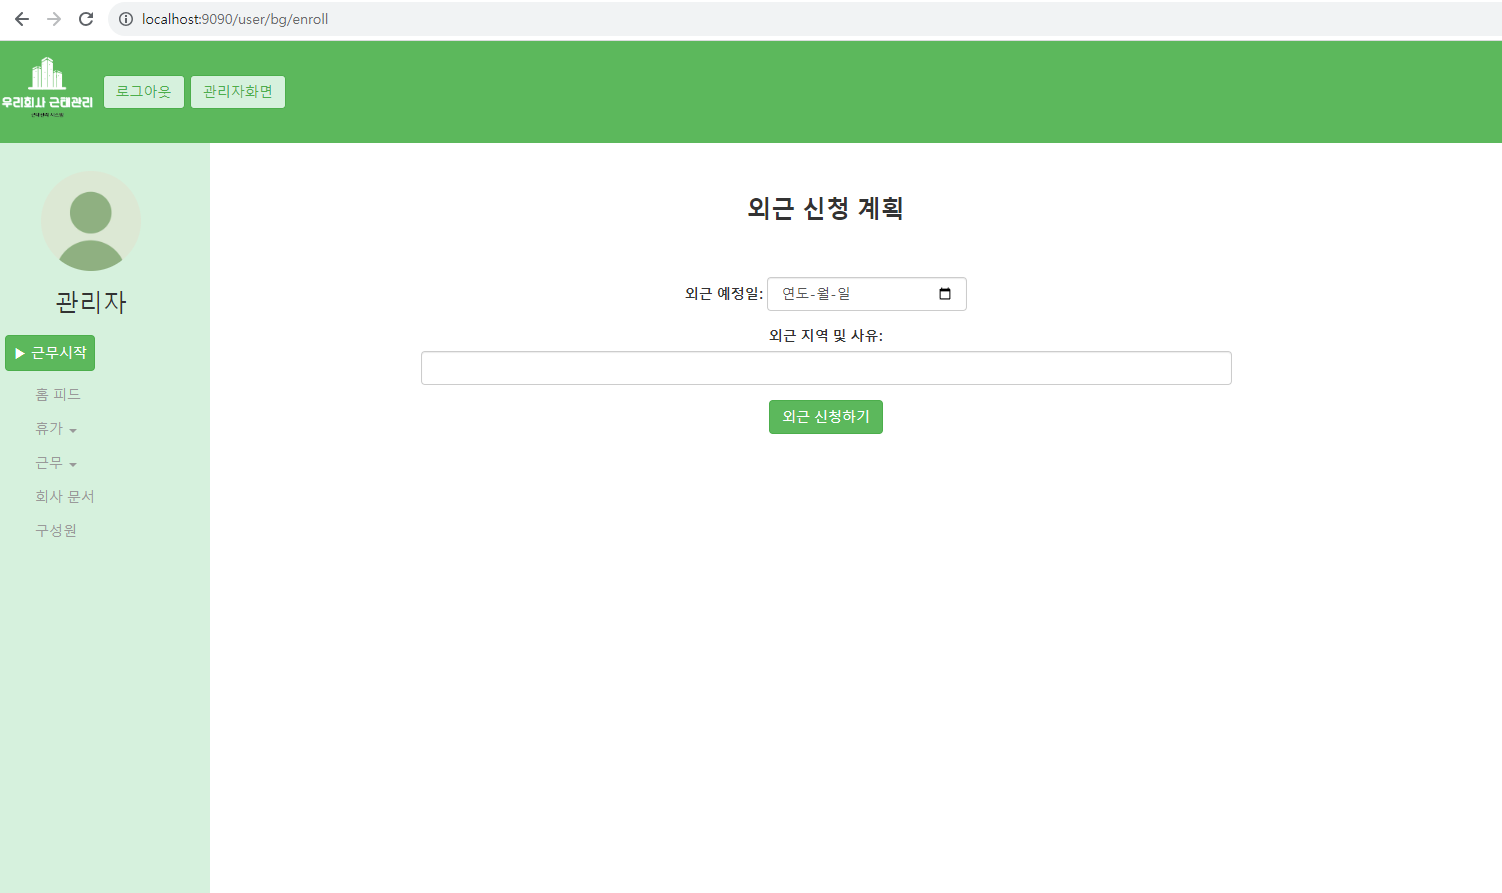 localhost:9090/user/bg/enroll
우리회사 근태관리
로그아웃
관리자화면
관리자
▶ 근무시작
홈 피드
휴가
근무
회사 문서
구성원
외근 신청 계획
외근 예정일: 연도-월-일
외근 지역 및 사유:
외근 신청하기